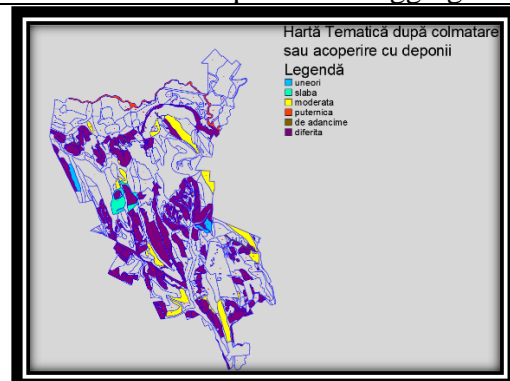 Hartă Tematică după colmatare
sau acoperire cu deponii
Legendă
uneori
slaba
moderata
puternica
de adancime
diferita